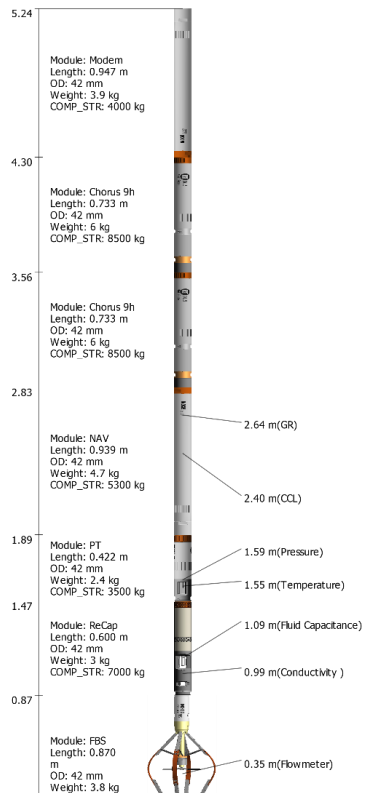 5.24
Module: Modem
Length: 0.947 m
OD: 42 mm
Weight: 3.9 kg
COMP_STR: 4000 kg
4.30
Module: Chorus 9h
Length: 0.733 m
OD: 42 mm
Weight: 6 kg
COMP_STR: 8500 kg
3.56
Module: Chorus 9h
Length: 0.733 m
OD: 42 mm
Weight: 6 kg
COMP_STR: 8500 kg
2.83
2.64 m(GR)
Module: NAV
Length: 0.939 m
OD: 42 mm
Weight: 4.7 kg
COMP_STR: 5300 kg
2.40 m(CCL)
1.89
Module: PT
Length: 0.422 m
OD: 42 mm
Weight: 2.4 kg
COMP_STR: 3500 kg
1.59 m(Pressure)
1.55 m(Temperature)
1.47
Module: ReCap
Length: 0.600 m
OD: 42 mm
Weight: 3 kg
COMP_STR: 7000 kg
1.09 m(Fluid Capacitance)
0.99 m(Conductivity )
0.87
Module: FBS
Length: 0.870
m
OD: 42 mm
Weight: 3.8 kg
0.35 m(Flowmeter)